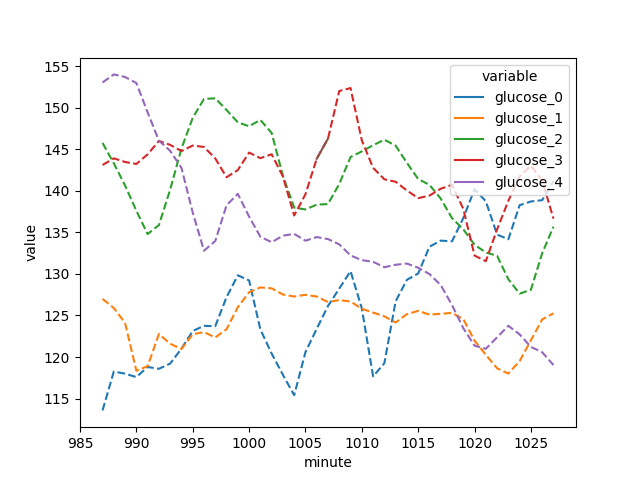 variable
glucose_0
glucose_1
glucose_2
glucose_3
glucose_4
155
150
145
140
135
130
125
120
115
value
985 990 995 1000 1005 1010 1015 1020 1025
minute